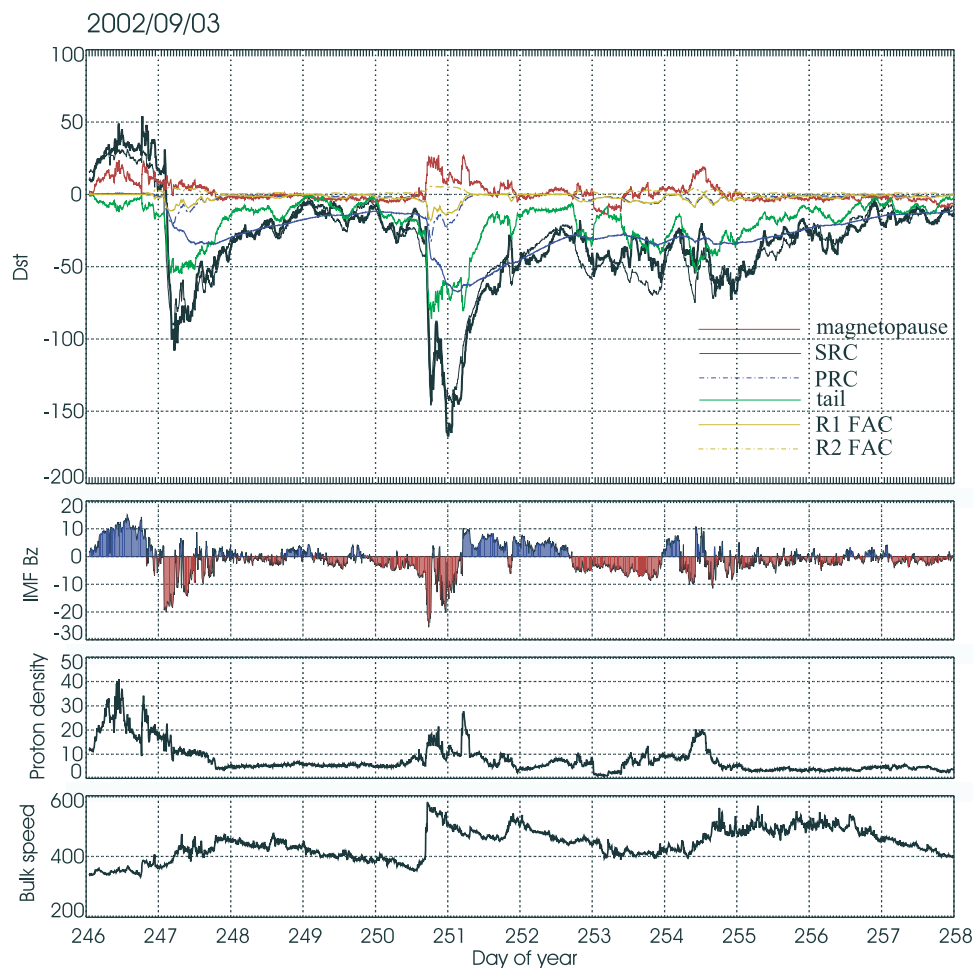 2002/09/03
100
50
0
-50
-100
-150
-200
Dst
magnetopause
SRC
PRC
tail
R1 FAC
R2 FAC
20
10
0
-10
-20
-30
IMF Bz
50
40
30
20
10
0
Proton density
600
400
200
Bulk speed
246 247 248 249 250 251 252 253 254 255 256 257 258
Day of year